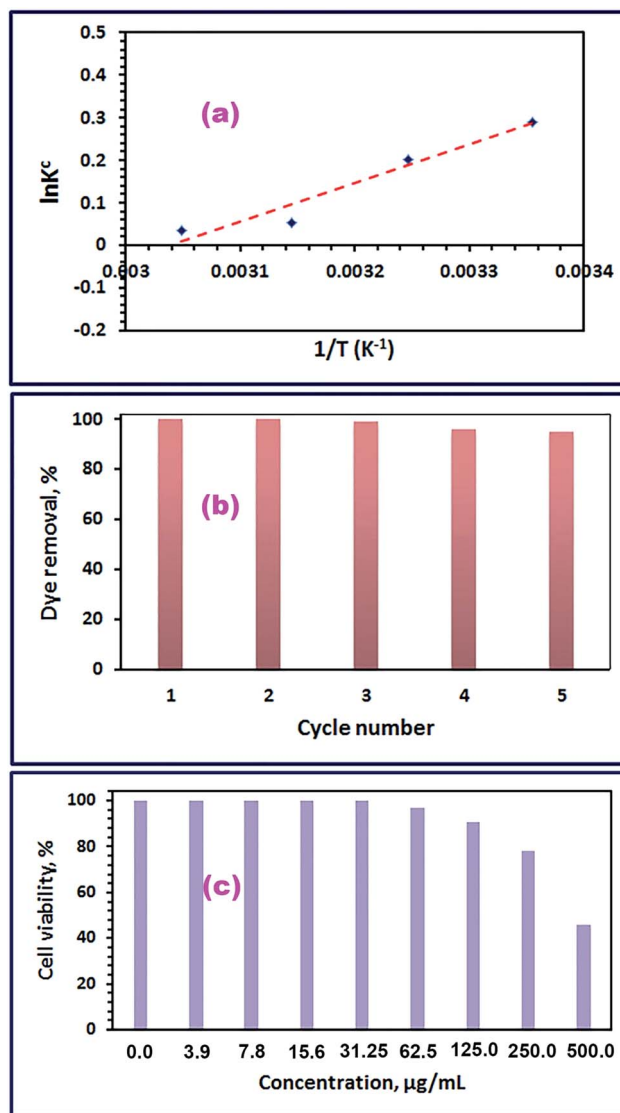 0.5
0.4
(a)
0.3
lnKᶜ
0.2
0.1
0
0.003 0.0031 0.0032 0.0033 0.0034
-0.1
-0.2
1/T (K⁻¹)
100
80
(b)
60
Dye removal, %
40
20
0
1 2 3 4 5
Cycle number
100
80
(c)
60
Cell viability, %
40
20
0
0.0 3.9 7.8 15.6 31.25 62.5 125.0 250.0 500.0
Concentration, µg/mL